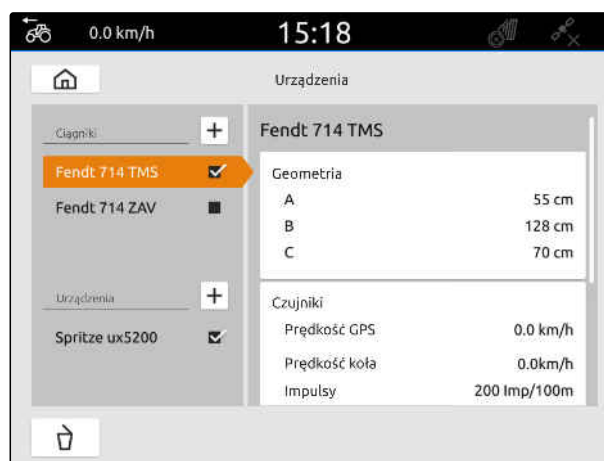 0.0 km/h 15:18
Urządzenia
Ciągniki +
Fendt 714 TMS
Fendt 714 ZAV
Urządzenia +
Spritze ux5200
Fendt 714 TMS
Geometria
A 55 cm
B 128 cm
C 70 cm
Czujniki
Prędkość GPS 0.0 km/h
Prędkość koła 0.0km/h
Impulsy 200 Imp/100m